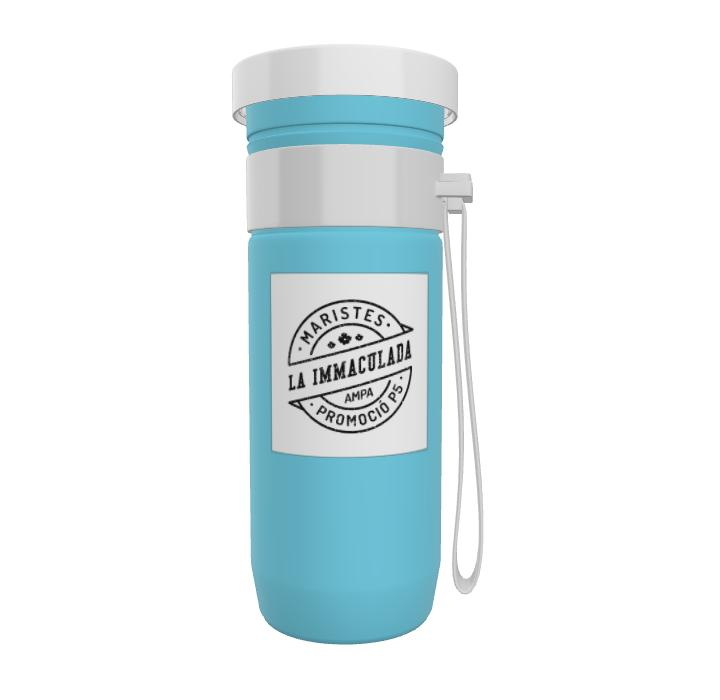 · MARISTES ·
LA IMMACULADA
AMPA
· PROMOCIÓ P5 ·